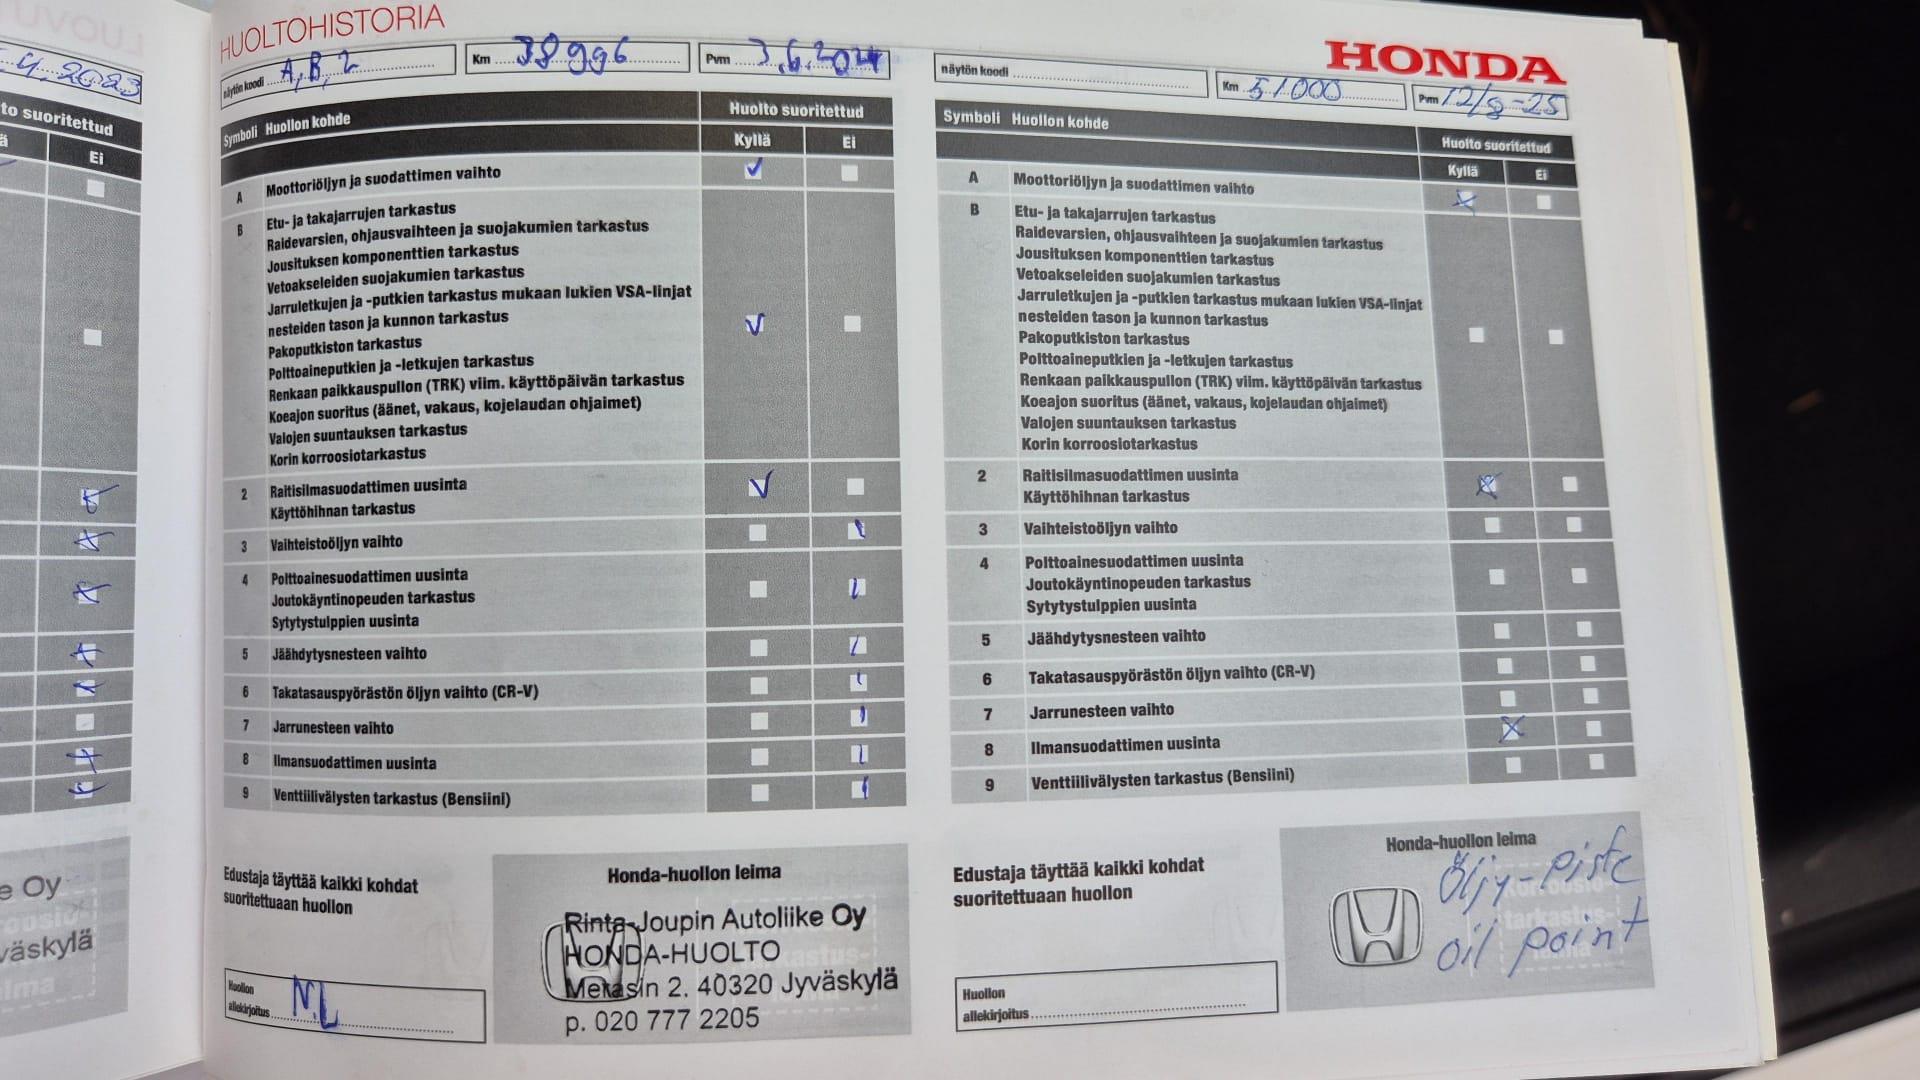 HUOLTOHISTORIA
HONDA
4.2023
to suoritettud
Ei
e Oy
väskylä
näytön koodi A, B, 2
Km 38996
Pvm 3.6.2024
Symboli Huollon kohde
Huolto suoritettud
Kyllä Ei
A Moottoriöljyn ja suodattimen vaihto
B Etu- ja takajarrujen tarkastus
Raidevarsien, ohjausvaihteen ja suojakumien tarkastus
Jousituksen komponenttien tarkastus
Vetoakseleiden suojakumien tarkastus
Jarruletkujen ja -putkien tarkastus mukaan lukien VSA-linjat
nesteiden tason ja kunnon tarkastus
Pakoputkiston tarkastus
Polttoaineputkien ja -letkujen tarkastus
Renkaan paikkauspullon (TRK) viim. käyttöpäivän tarkastus
Koeajon suoritus (äänet, vakaus, kojelaudan ohjaimet)
Valojen suuntauksen tarkastus
Korin korroosiotarkastus
2 Raitisilmasuodattimen uusinta
Käyttöhihnan tarkastus
3 Vaihteistoöljyn vaihto
4 Polttoainesuodattimen uusinta
Joutokäyntinopeuden tarkastus
Sytytystulppien uusinta
5 Jäähdytysnesteen vaihto
6 Takatasauspyörästön öljyn vaihto (CR-V)
7 Jarrunesteen vaihto
8 Ilmansuodattimen uusinta
9 Venttiilivälysten tarkastus (Bensiini)
Edustaja täyttää kaikki kohdat
suoritettuaan huollon
Honda-huollon leima
Rinta-Joupin Autoliike Oy
HONDA-HUOLTO
Merasin 2. 40320 Jyväskylä
p. 020 777 2205
Huollon
allekirjoitus NL
näytön koodi
Km 51000
Pvm 12/8-25
Symboli Huollon kohde
Huolto suoritettud
Kyllä Ei
A Moottoriöljyn ja suodattimen vaihto
B Etu- ja takajarrujen tarkastus
Raidevarsien, ohjausvaihteen ja suojakumien tarkastus
Jousituksen komponenttien tarkastus
Vetoakseleiden suojakumien tarkastus
Jarruletkujen ja -putkien tarkastus mukaan lukien VSA-linjat
nesteiden tason ja kunnon tarkastus
Pakoputkiston tarkastus
Polttoaineputkien ja -letkujen tarkastus
Renkaan paikkauspullon (TRK) viim. käyttöpäivän tarkastus
Koeajon suoritus (äänet, vakaus, kojelaudan ohjaimet)
Valojen suuntauksen tarkastus
Korin korroosiotarkastus
2 Raitisilmasuodattimen uusinta
Käyttöhihnan tarkastus
3 Vaihteistoöljyn vaihto
4 Polttoainesuodattimen uusinta
Joutokäyntinopeuden tarkastus
Sytytystulppien uusinta
5 Jäähdytysnesteen vaihto
6 Takatasauspyörästön öljyn vaihto (CR-V)
7 Jarrunesteen vaihto
8 Ilmansuodattimen uusinta
9 Venttiilivälysten tarkastus (Bensiini)
Edustaja täyttää kaikki kohdat
suoritettuaan huollon
Honda-huollon leima
Öljy-piste
oil point
Huollon
allekirjoitus